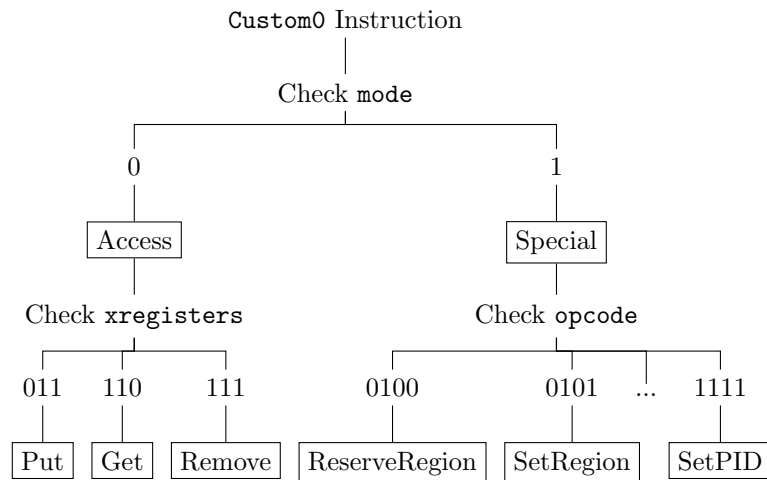 Custom0 Instruction
Check mode
0 1
Access Special
Check xregisters Check opcode
011 110 111 0100 0101 ... 1111
Put Get Remove ReserveRegion SetRegion SetPID